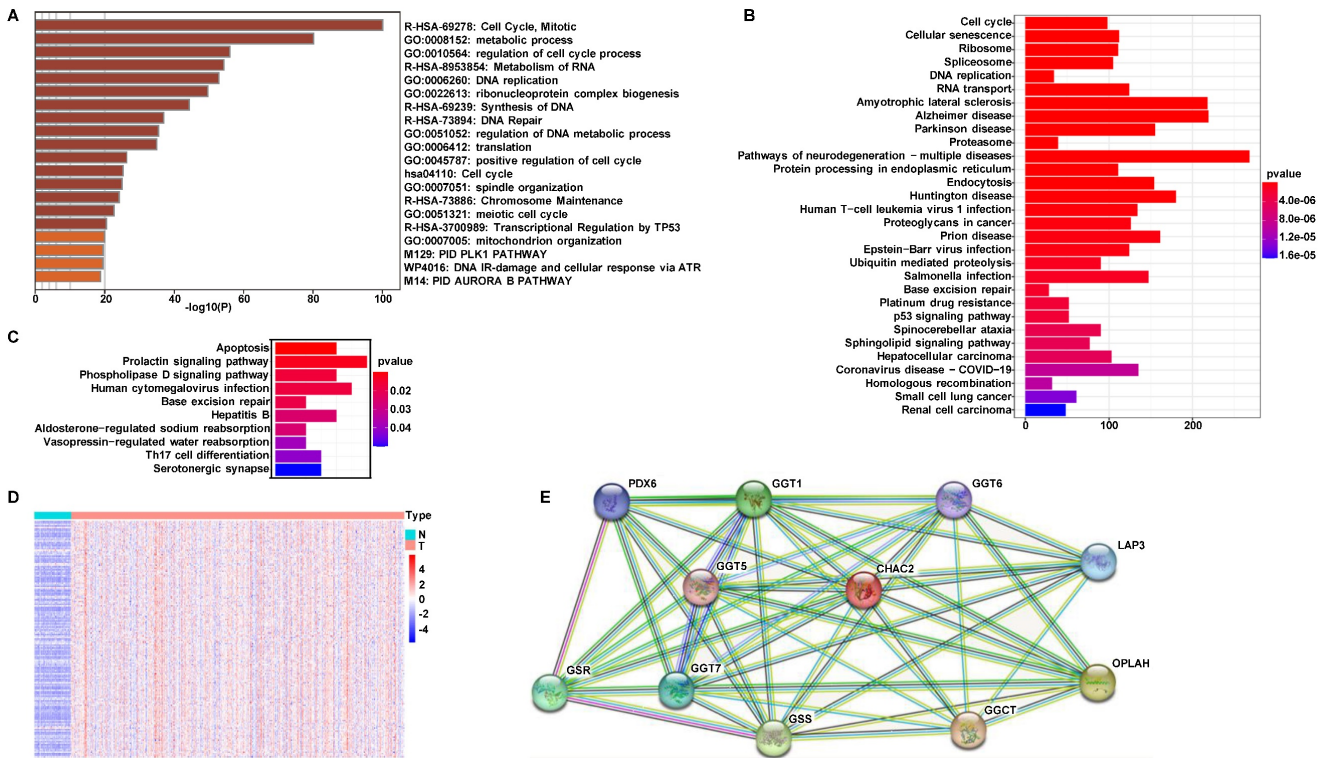 A
R-HSA-69278: Cell Cycle, Mitotic
GO:0008152: metabolic process
GO:0010564: regulation of cell cycle process
R-HSA-8953854: Metabolism of RNA
GO:0006260: DNA replication
GO:0022613: ribonucleoprotein complex biogenesis
R-HSA-69239: Synthesis of DNA
R-HSA-73894: DNA Repair
GO:0051052: regulation of DNA metabolic process
GO:0006412: translation
GO:0045787: positive regulation of cell cycle
hsa04110: Cell cycle
GO:0007051: spindle organization
R-HSA-73886: Chromosome Maintenance
GO:0051321: meiotic cell cycle
R-HSA-3700989: Transcriptional Regulation by TP53
GO:0007005: mitochondrion organization
M129: PID PLK1 PATHWAY
WP4016: DNA IR-damage and cellular response via ATR
M14: PID AURORA B PATHWAY
0 20 40 60 80 100
-log10(P)
B
Cell cycle
Cellular senescence
Ribosome
Spliceosome
DNA replication
RNA transport
Amyotrophic lateral sclerosis
Alzheimer disease
Parkinson disease
Proteasome
Pathways of neurodegeneration − multiple diseases
Protein processing in endoplasmic reticulum
Endocytosis
Huntington disease
Human T−cell leukemia virus 1 infection
Proteoglycans in cancer
Prion disease
Epstein−Barr virus infection
Ubiquitin mediated proteolysis
Salmonella infection
Base excision repair
Platinum drug resistance
p53 signaling pathway
Spinocerebellar ataxia
Sphingolipid signaling pathway
Hepatocellular carcinoma
Coronavirus disease − COVID−19
Homologous recombination
Small cell lung cancer
Renal cell carcinoma
0 100 200
pvalue
4.0e-06
8.0e-06
1.2e-05
1.6e-05
C
Apoptosis
Prolactin signaling pathway
Phospholipase D signaling pathway
Human cytomegalovirus infection
Base excision repair
Hepatitis B
Aldosterone−regulated sodium reabsorption
Vasopressin−regulated water reabsorption
Th17 cell differentiation
Serotonergic synapse
pvalue
0.02
0.03
0.04
D
Type
N
T
4
2
0
-2
-4
E
PDX6
GGT1
GGT6
LAP3
GGT5
CHAC2
GSR
GGT7
OPLAH
GSS
GGCT